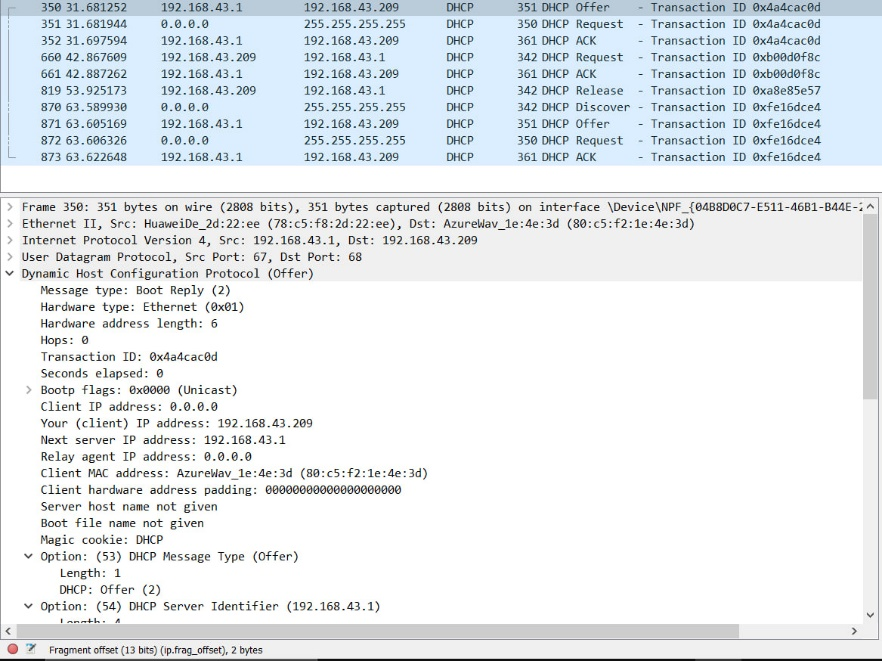 350 31.681252 192.168.43.1 192.168.43.209 DHCP 351 DHCP Offer - Transaction ID 0x4a4cac0d
351 31.681944 0.0.0.0 255.255.255.255 DHCP 350 DHCP Request - Transaction ID 0x4a4cac0d
352 31.697594 192.168.43.1 192.168.43.209 DHCP 361 DHCP ACK - Transaction ID 0x4a4cac0d
660 42.867609 192.168.43.209 192.168.43.1 DHCP 342 DHCP Request - Transaction ID 0xb00d0f8c
661 42.887262 192.168.43.1 192.168.43.209 DHCP 361 DHCP ACK - Transaction ID 0xb00d0f8c
819 53.925173 192.168.43.209 192.168.43.1 DHCP 342 DHCP Release - Transaction ID 0xa8e85e57
870 63.589930 0.0.0.0 255.255.255.255 DHCP 342 DHCP Discover - Transaction ID 0xfe16dce4
871 63.605169 192.168.43.1 192.168.43.209 DHCP 351 DHCP Offer - Transaction ID 0xfe16dce4
872 63.606326 0.0.0.0 255.255.255.255 DHCP 350 DHCP Request - Transaction ID 0xfe16dce4
873 63.622648 192.168.43.1 192.168.43.209 DHCP 361 DHCP ACK - Transaction ID 0xfe16dce4
Frame 350: 351 bytes on wire (2808 bits), 351 bytes captured (2808 bits) on interface \Device\NPF_{04B8D0C7-E511-46B1-B44E-2
Ethernet II, Src: HuaweiDe_2d:22:ee (78:c5:f8:2d:22:ee), Dst: AzureWav_1e:4e:3d (80:c5:f2:1e:4e:3d)
Internet Protocol Version 4, Src: 192.168.43.1, Dst: 192.168.43.209
User Datagram Protocol, Src Port: 67, Dst Port: 68
Dynamic Host Configuration Protocol (Offer)
Message type: Boot Reply (2)
Hardware type: Ethernet (0x01)
Hardware address length: 6
Hops: 0
Transaction ID: 0x4a4cac0d
Seconds elapsed: 0
Bootp flags: 0x0000 (Unicast)
Client IP address: 0.0.0.0
Your (client) IP address: 192.168.43.209
Next server IP address: 192.168.43.1
Relay agent IP address: 0.0.0.0
Client MAC address: AzureWav_1e:4e:3d (80:c5:f2:1e:4e:3d)
Client hardware address padding: 00000000000000000000
Server host name not given
Boot file name not given
Magic cookie: DHCP
Option: (53) DHCP Message Type (Offer)
Length: 1
DHCP: Offer (2)
Option: (54) DHCP Server Identifier (192.168.43.1)
Length: 4
Fragment offset (13 bits) (ip.frag_offset), 2 bytes